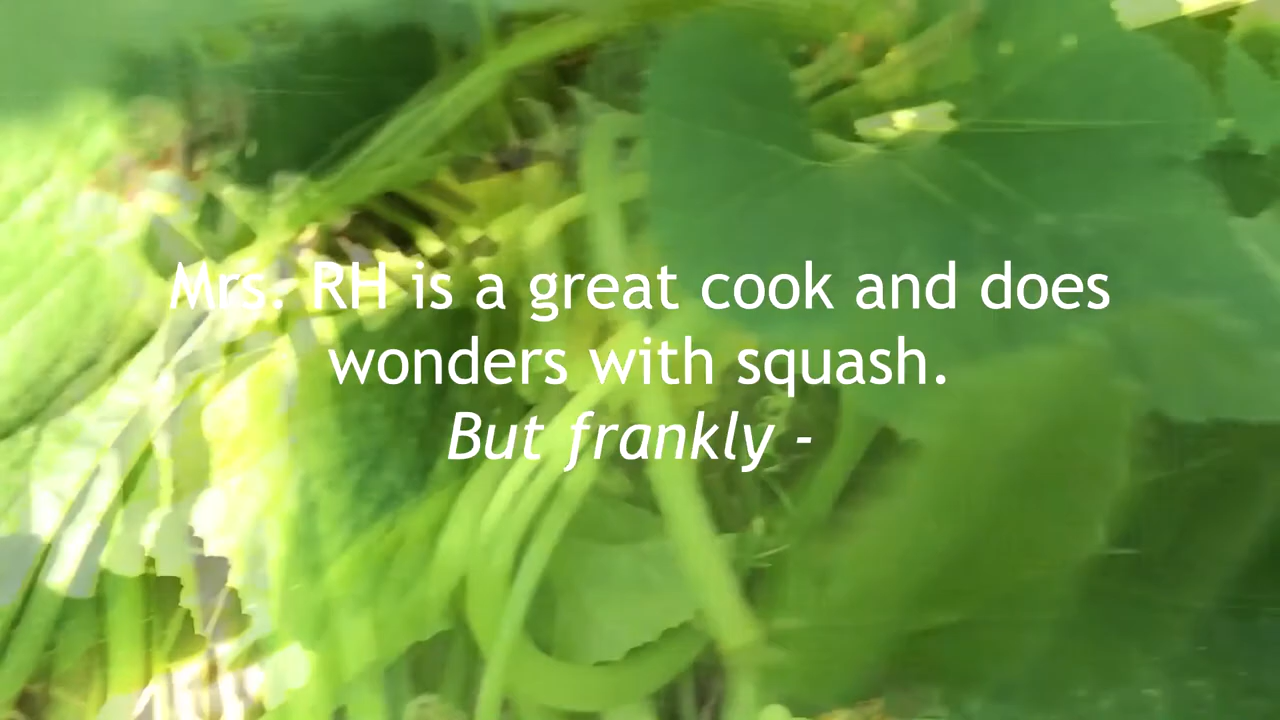 Mrs. RH is a great cook and does
wonders with squash.
But frankly -